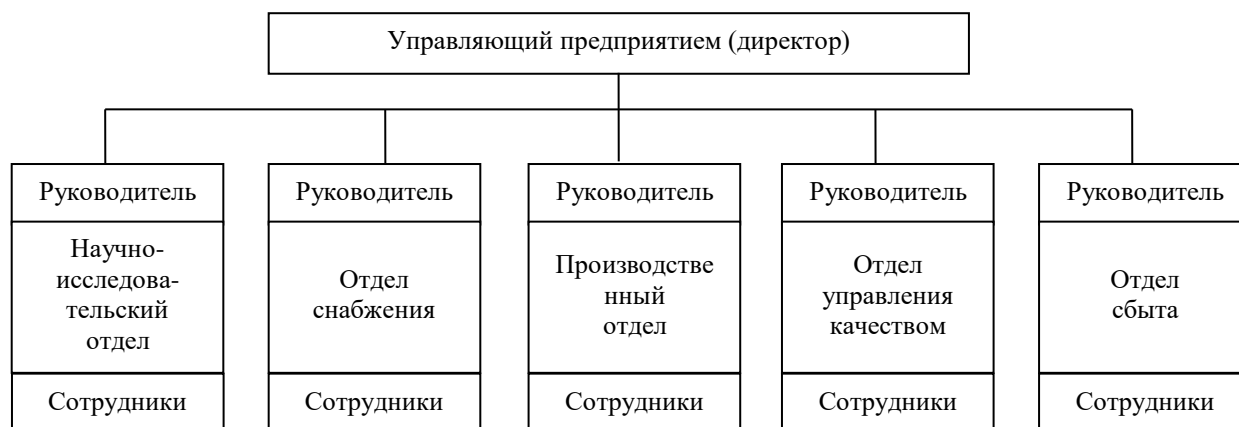 Управляющий предприятием (директор)
Руководитель
Руководитель
Руководитель
Руководитель
Руководитель
Научно-
исследова-
тельский
отдел
Отдел
снабжения
Производстве
нный
отдел
Отдел
управления
качеством
Отдел
сбыта
Сотрудники
Сотрудники
Сотрудники
Сотрудники
Сотрудники